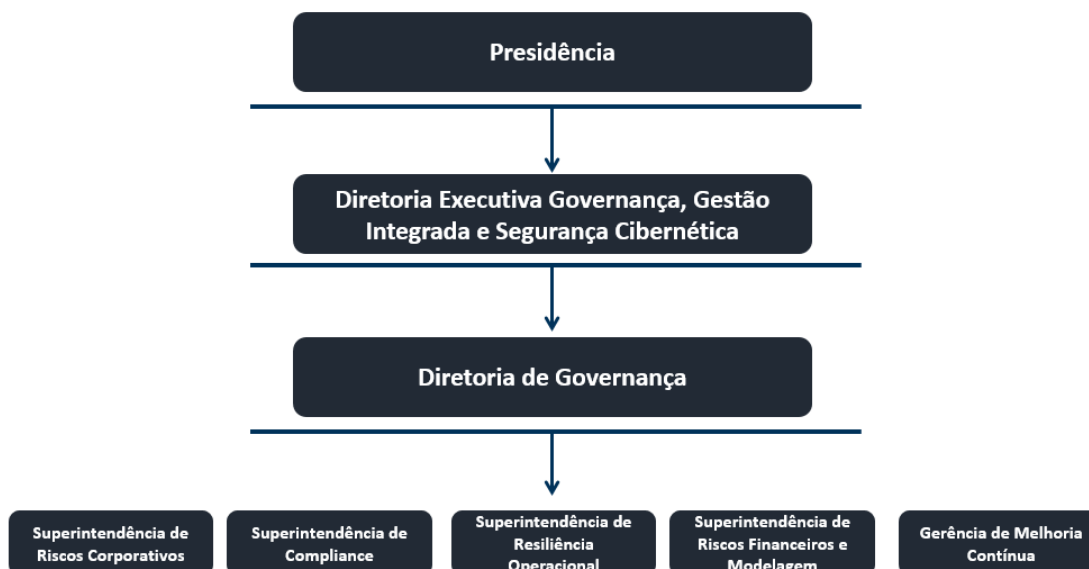 Presidência
Diretoria Executiva Governança, Gestão
Integrada e Segurança Cibernética
Diretoria de Governança
Superintendência de
Riscos Corporativos
Superintendência de
Compliance
Superintendência de
Resiliência
Operacional
Superintendência de
Riscos Financeiros e
Modelagem
Gerência de Melhoria
Contínua